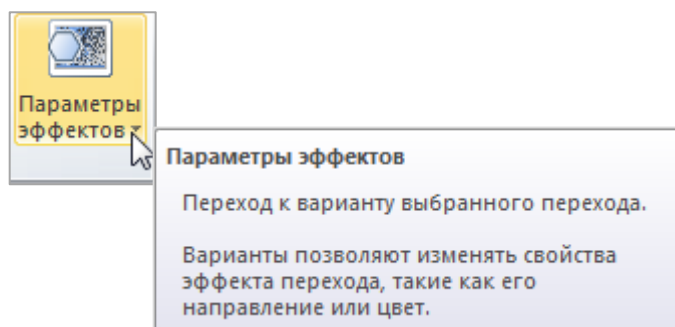 Параметры
эффектов
Параметры эффектов
Переход к варианту выбранного перехода.
Варианты позволяют изменять свойства
эффекта перехода, такие как его
направление или цвет.